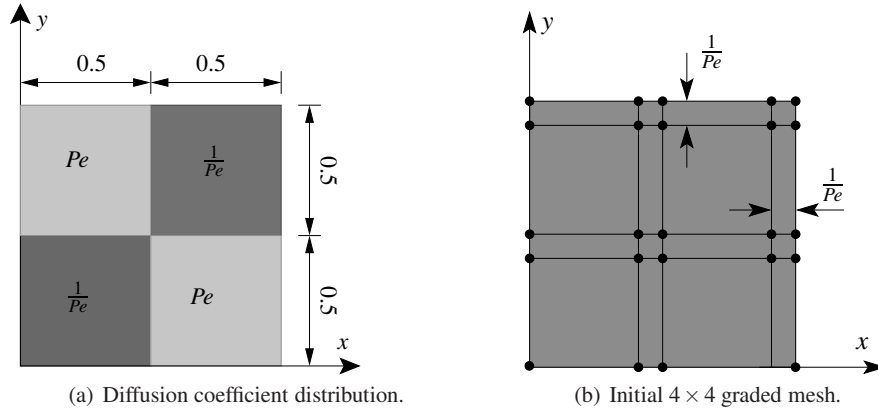 y
0.5 0.5
Pe
1/Pe
0.5
1/Pe
Pe
0.5
x
(a) Diffusion coefficient distribution.
y
1/Pe
1/Pe
x
(b) Initial 4 × 4 graded mesh.